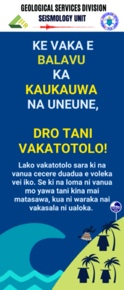 GEOLOGICAL SERVICES DIVISION
SEISMOLOGY UNIT
KE VAKA E
BALAVU
KA
KAUKAUWA
NA UNEUNE,
DRO TANI
VAKATOTOLO!
Lako vakatotolo sara ki na
vanua cecere duadua e voleka
vei iko. Se ki na loma ni vanua
mo yawa tani kina mai
matasawa, kua ni waraka nai
vakasala ni ualoka.